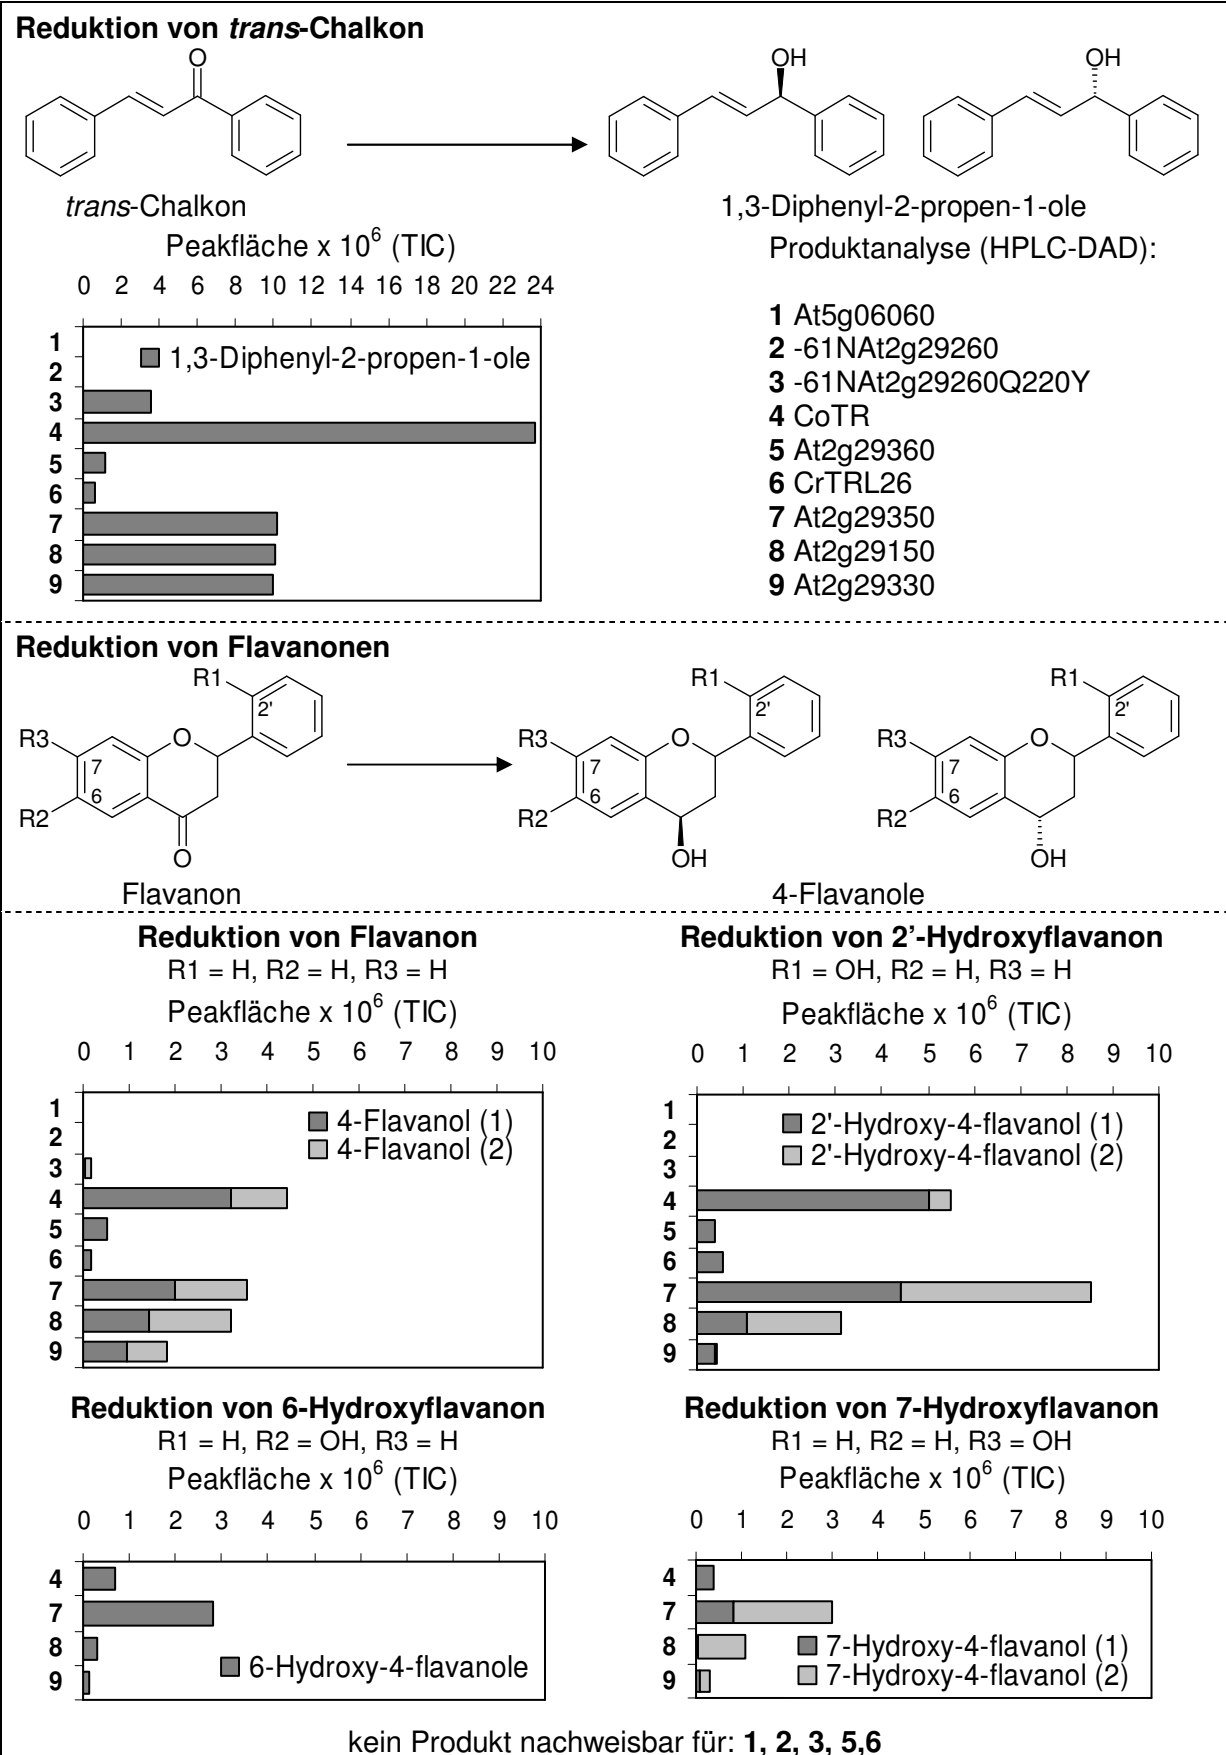 Reduktion von trans-Chalkon
O
OH
OH
trans-Chalkon
1,3-Diphenyl-2-propen-1-ole
Peakfläche x 10^6 (TIC)
0 2 4 6 8 10 12 14 16 18 20 22 24
1
2
3
4
5
6
7
8
9
1,3-Diphenyl-2-propen-1-ole
Produktanalyse (HPLC-DAD):
1 At5g06060
2 -61NAt2g29260
3 -61NAt2g29260Q220Y
4 CoTR
5 At2g29360
6 CrTRL26
7 At2g29350
8 At2g29150
9 At2g29330
Reduktion von Flavanonen
R1
2'
R3
O
7
6
R2
O
Flavanon
R1
2'
R3
O
7
6
R2
OH
R1
2'
R3
O
7
6
R2
OH
4-Flavanole
Reduktion von Flavanon
R1 = H, R2 = H, R3 = H
Peakfläche x 10^6 (TIC)
0 1 2 3 4 5 6 7 8 9 10
1
2
3
4
5
6
7
8
9
4-Flavanol (1)
4-Flavanol (2)
Reduktion von 2’-Hydroxyflavanon
R1 = OH, R2 = H, R3 = H
Peakfläche x 10^6 (TIC)
0 1 2 3 4 5 6 7 8 9 10
1
2
3
4
5
6
7
8
9
2'-Hydroxy-4-flavanol (1)
2'-Hydroxy-4-flavanol (2)
Reduktion von 6-Hydroxyflavanon
R1 = H, R2 = OH, R3 = H
Peakfläche x 10^6 (TIC)
0 1 2 3 4 5 6 7 8 9 10
4
7
8
9
6-Hydroxy-4-flavanole
Reduktion von 7-Hydroxyflavanon
R1 = H, R2 = H, R3 = OH
Peakfläche x 10^6 (TIC)
0 1 2 3 4 5 6 7 8 9 10
4
7
8
9
7-Hydroxy-4-flavanol (1)
7-Hydroxy-4-flavanol (2)
kein Produkt nachweisbar für: 1, 2, 3, 5,6